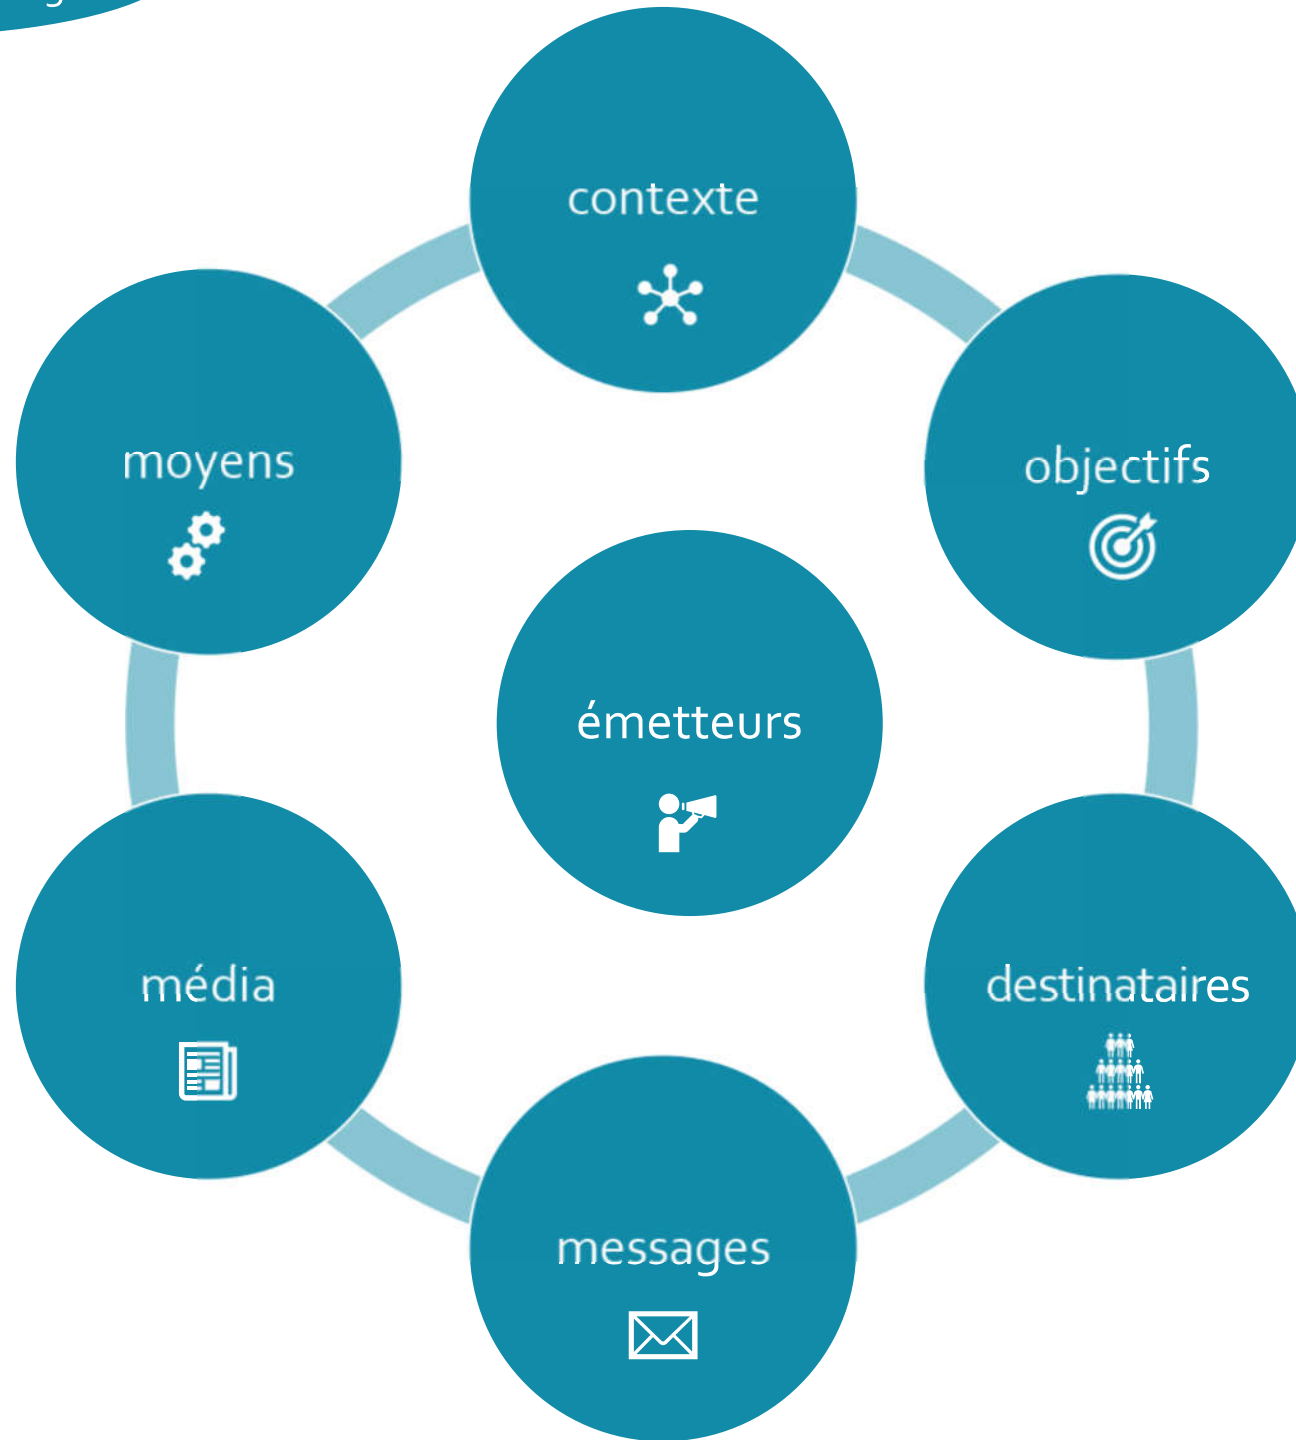 contexte
moyens
objectifs
émetteurs
média
destinataires
messages